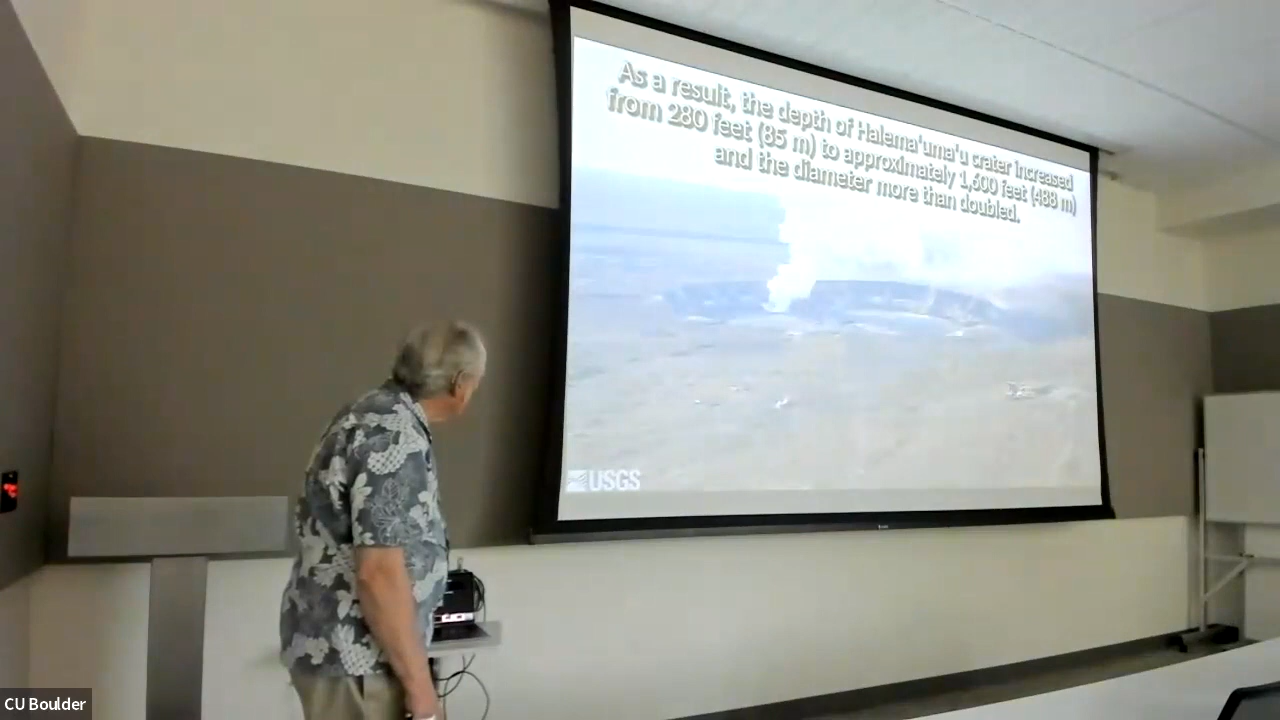 As a result, the depth of Halema'uma'u crater increased
from 280 feet (85 m) to approximately 1,600 feet (488 m)
and the diameter more than doubled.
USGS
CU Boulder